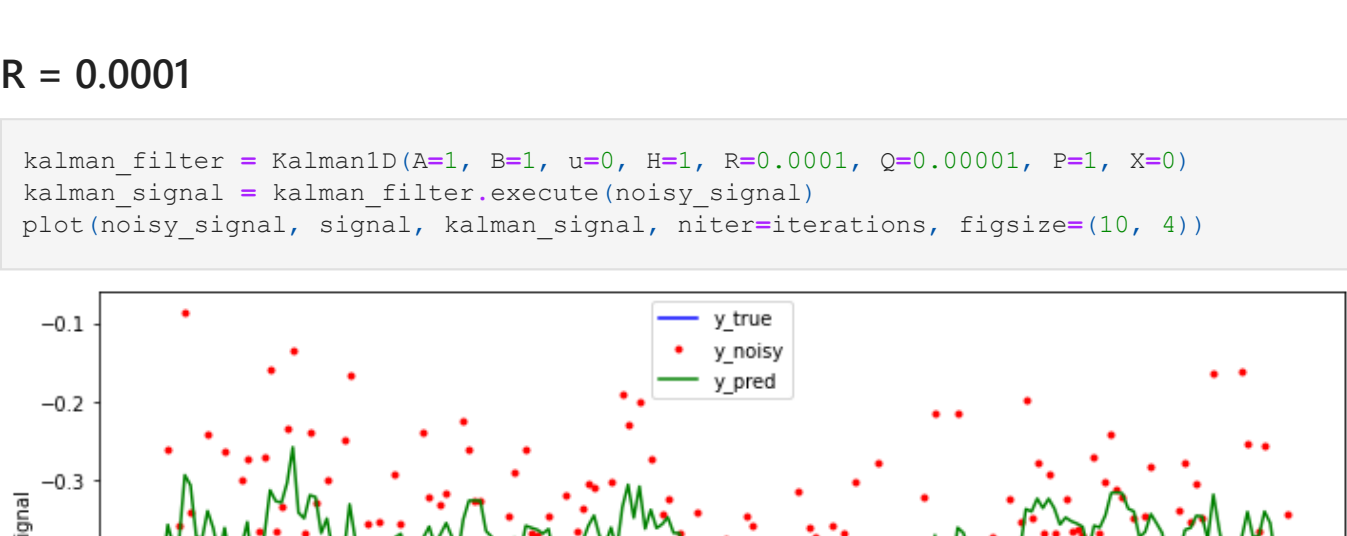 R = 0.0001
kalman_filter = Kalman1D(A=1, B=1, u=0, H=1, R=0.0001, Q=0.00001, P=1, X=0)
kalman_signal = kalman_filter.execute(noisy_signal)
plot(noisy_signal, signal, kalman_signal, niter=iterations, figsize=(10, 4))
−0.1
y_true
y_noisy
y_pred
−0.2
−0.3